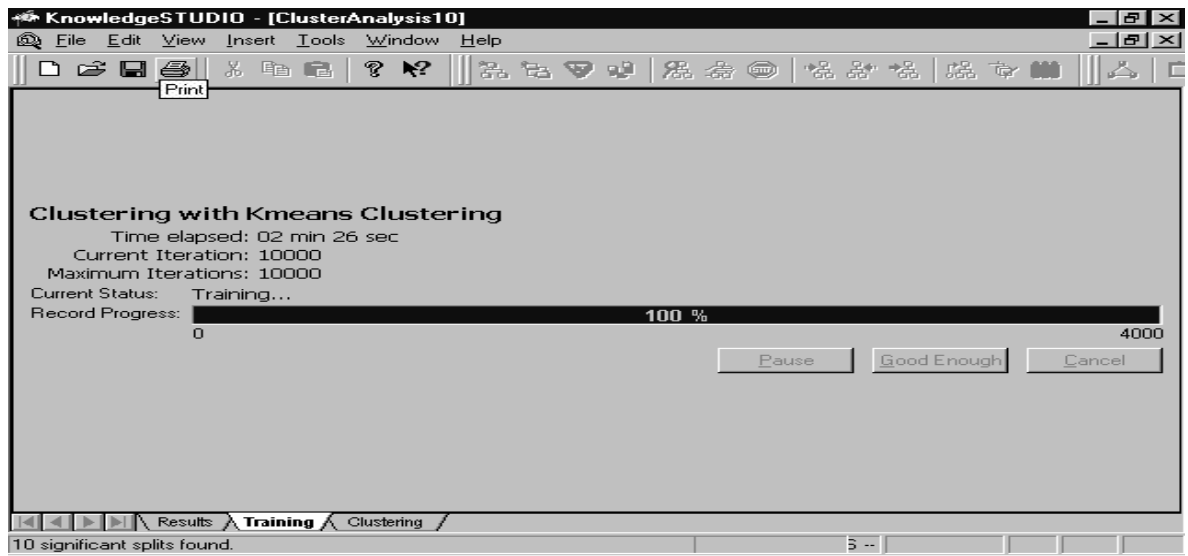 KnowledgeSTUDIO - [ClusterAnalysis10]
File Edit View Insert Tools Window Help
Print
Clustering with Kmeans Clustering
Time elapsed: 02 min 26 sec
Current Iteration: 10000
Maximum Iterations: 10000
Current Status: Training...
Record Progress: 100 %
0 4000
Pause Good Enough Cancel
Results Training Clustering
10 significant splits found.